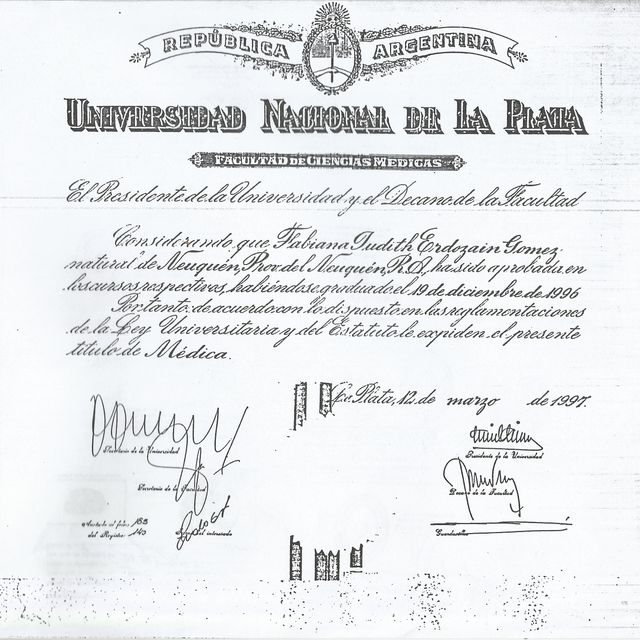 REPÚBLICA ARGENTINA
UNIVERSIDAD NACIONAL DE LA PLATA
FACULTAD DE CIENCIAS MEDICAS
El Presidente de la Universidad y el Decano de la Facultad
Considerando que Fabiana Judith Erdozain Gomez,
natural de Neuquén, Prov. del Neuquén, R.A, ha sido aprobada en
los cursos respectivos, habiéndose graduado el 19 de diciembre de 1996
Por tanto: de acuerdo con lo dispuesto en las reglamentaciones
de la Ley Universitaria y del Estatuto le expiden el presente
título de Médica.
La Plata, 12 de marzo de 1997.
Secretario de la Universidad
Presidente de la Universidad
Secretario de la Facultad
Decano de la Facultad
Anotado al folio 165
del Registro 140
del interesado
Guardasellos